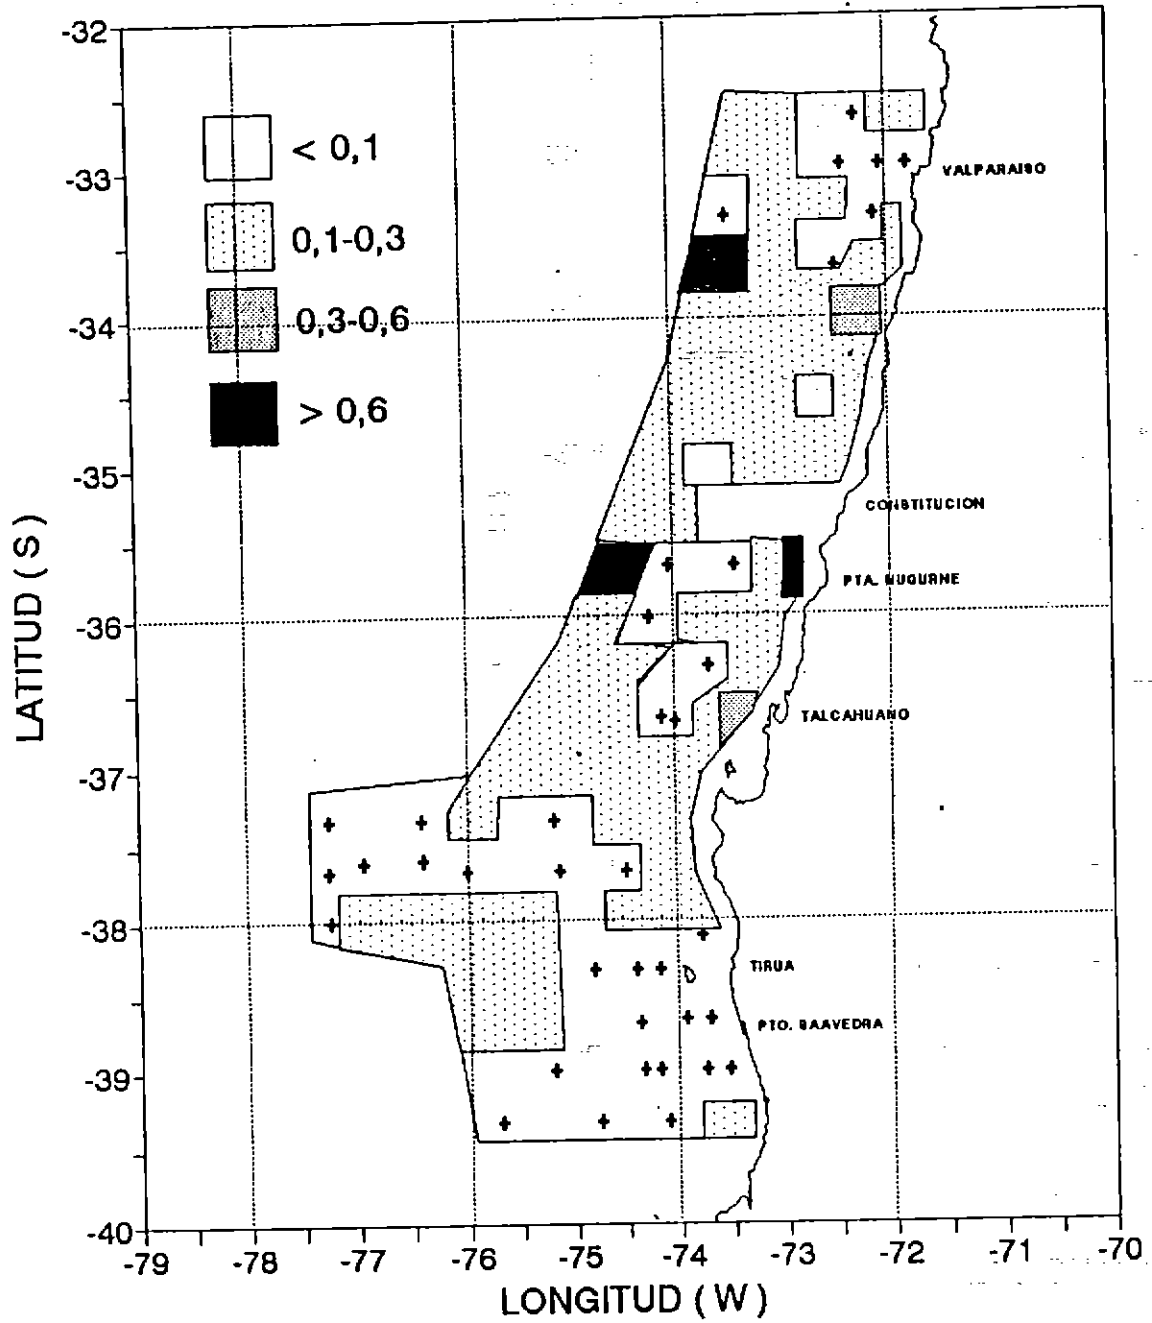 -32
< 0,1
-33
VALPARAISO
0,1-0,3
-34
0,3-0,6
> 0,6
-35
CONSTITUCION
PTA. NUGURNE
-36
TALCAHUANO
-37
-38
TIRUA
PTO. SAAVEDRA
-39
-40
-79 -78 -77 -76 -75 -74 -73 -72 -71 -70
LONGITUD ( W )
LATITUD ( S )